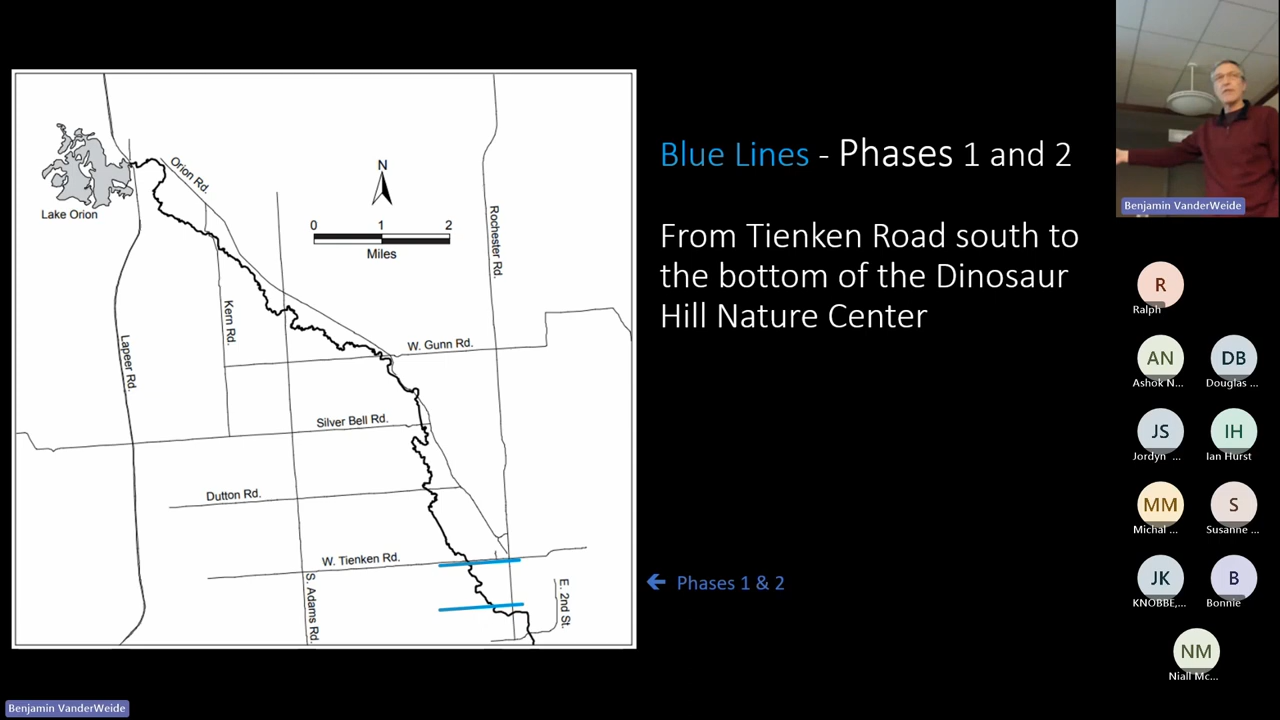 Blue Lines - Phases 1 and 2
From Tienken Road south to
the bottom of the Dinosaur
Hill Nature Center
Lake Orion
Orion Rd.
N
0 1 2
Miles
Rochester Rd.
Kern Rd.
Lapeer Rd.
W. Gunn Rd.
Silver Bell Rd.
Dutton Rd.
W. Tienken Rd.
S. Adams Rd.
E. 2nd St.
← Phases 1 & 2
Benjamin VanderWeide
R
Ralph
AN
Ashok N...
DB
Douglas ...
JS
Jordyn ...
IH
Ian Hurst
MM
Michal ...
S
Susanne ...
JK
KNOBBE,...
B
Bonnie
NM
Niall Mc...
Benjamin VanderWeide